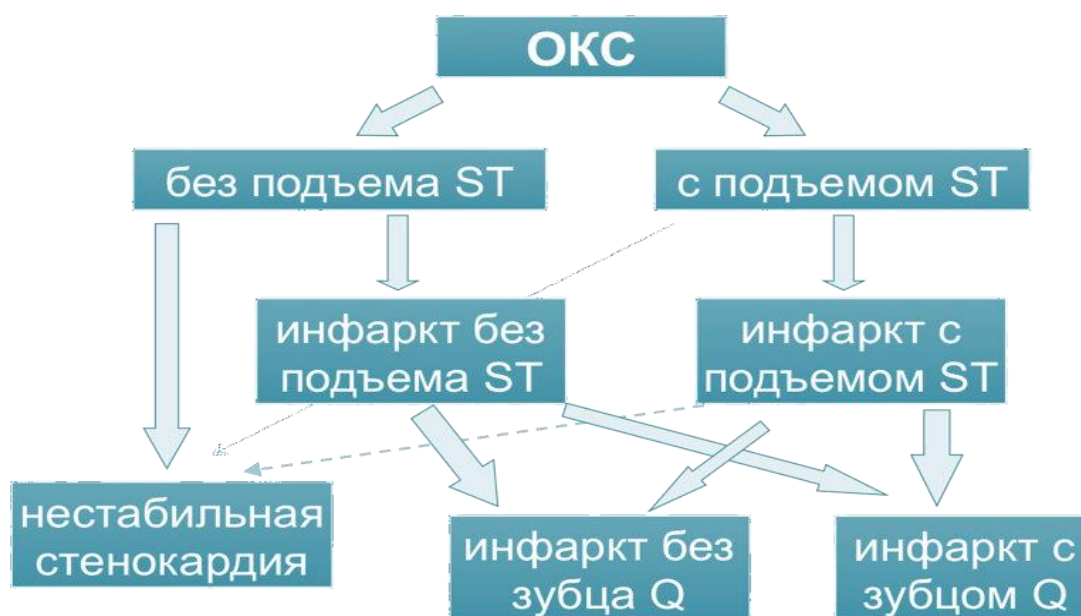 ОКС
без подъема ST
с подъемом ST
инфаркт без
подъема ST
инфаркт с
подъемом ST
нестабильная
стенокардия
инфаркт без
зубца Q
инфаркт с
зубцом Q